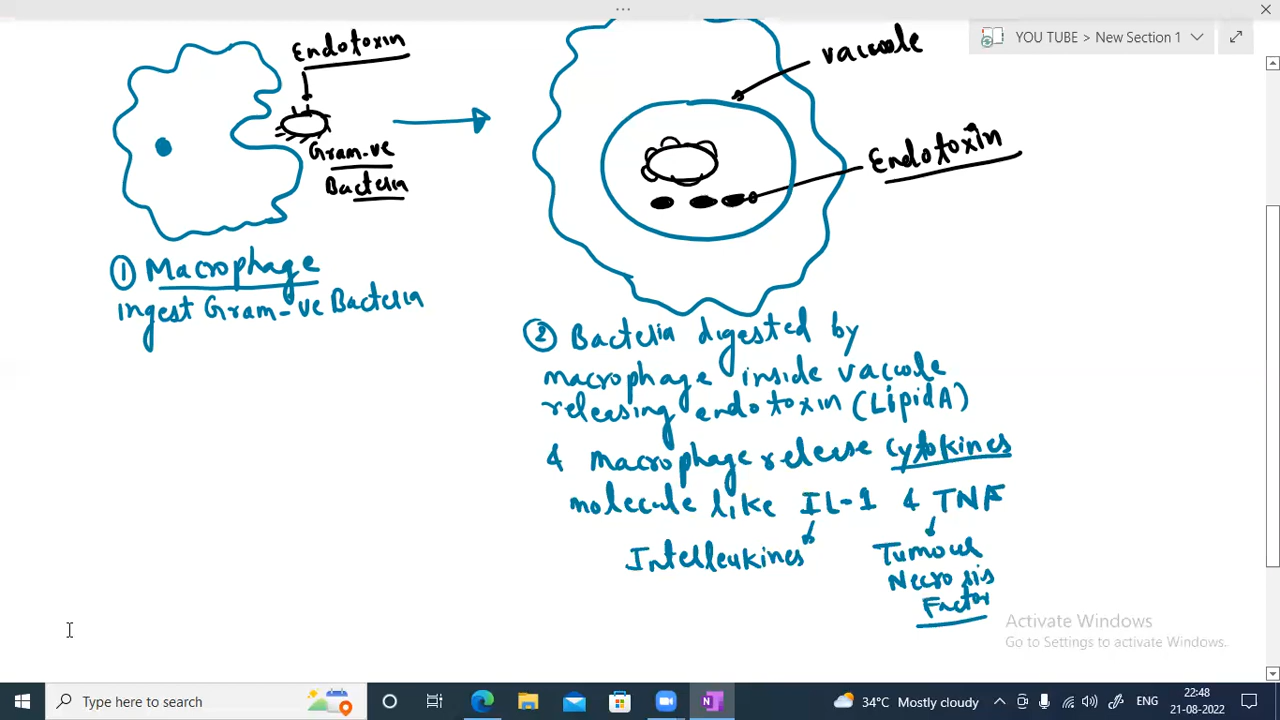 YOU TUBE > New Section 1
Endotoxin
Gram-ve
Bacteria
① Macrophage
ingest Gram-ve Bacteria
vacuole
Endotoxin
② Bacteria digested by
macrophage inside vacuole
releasing endotoxin (Lipid A)
& macrophage release cytokines
molecule like IL-1 & TNF
Interleukines
Tumour
Necrosis
Factor
Activate Windows
Go to Settings to activate Windows.
Type here to search
34°C Mostly cloudy
ENG
22:48
21-08-2022